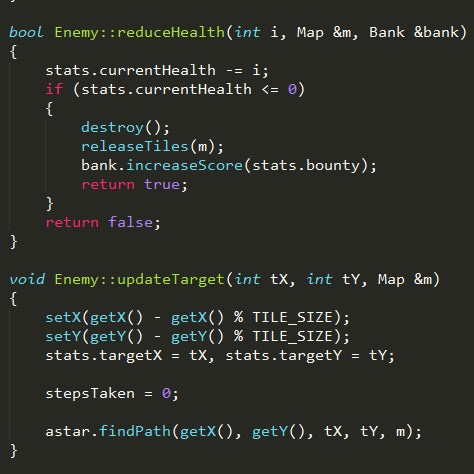 bool Enemy::reduceHealth(int i, Map &m, Bank &bank)
{
    stats.currentHealth -= i;
    if (stats.currentHealth <= 0)
    {
        destroy();
        releaseTiles(m);
        bank.increaseScore(stats.bounty);
        return true;
    }
    return false;
}

void Enemy::updateTarget(int tX, int tY, Map &m)
{
    setX(getX() - getX() % TILE_SIZE);
    setY(getY() - getY() % TILE_SIZE);
    stats.targetX = tX, stats.targetY = tY;

    stepsTaken = 0;

    astar.findPath(getX(), getY(), tX, tY, m);
}